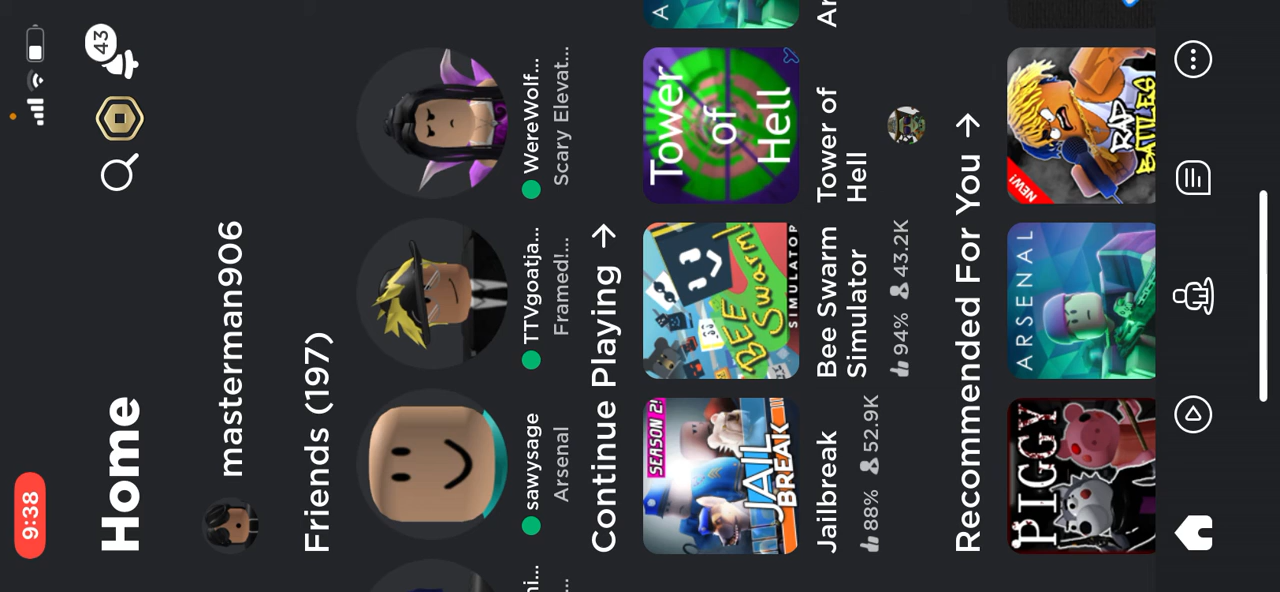 9:38
Home
43
masterman906
Friends (197)
ni...
sawysage
TTVgoatja...
WereWolf...
...
Arsenal
Framed!...
Scary Elevat...
Continue Playing →
SEASON 2!
JAIL
BREAK
BEE
Swarm!
SIMULATOR
Tower
of
Hell
A
Jailbreak
Bee Swarm
Simulator
Tower of
Hell
Ar
88% 52.9K
94% 43.2K
Recommended For You →
PIGGY
ARSENAL
NEW!
RAP
BATTLES